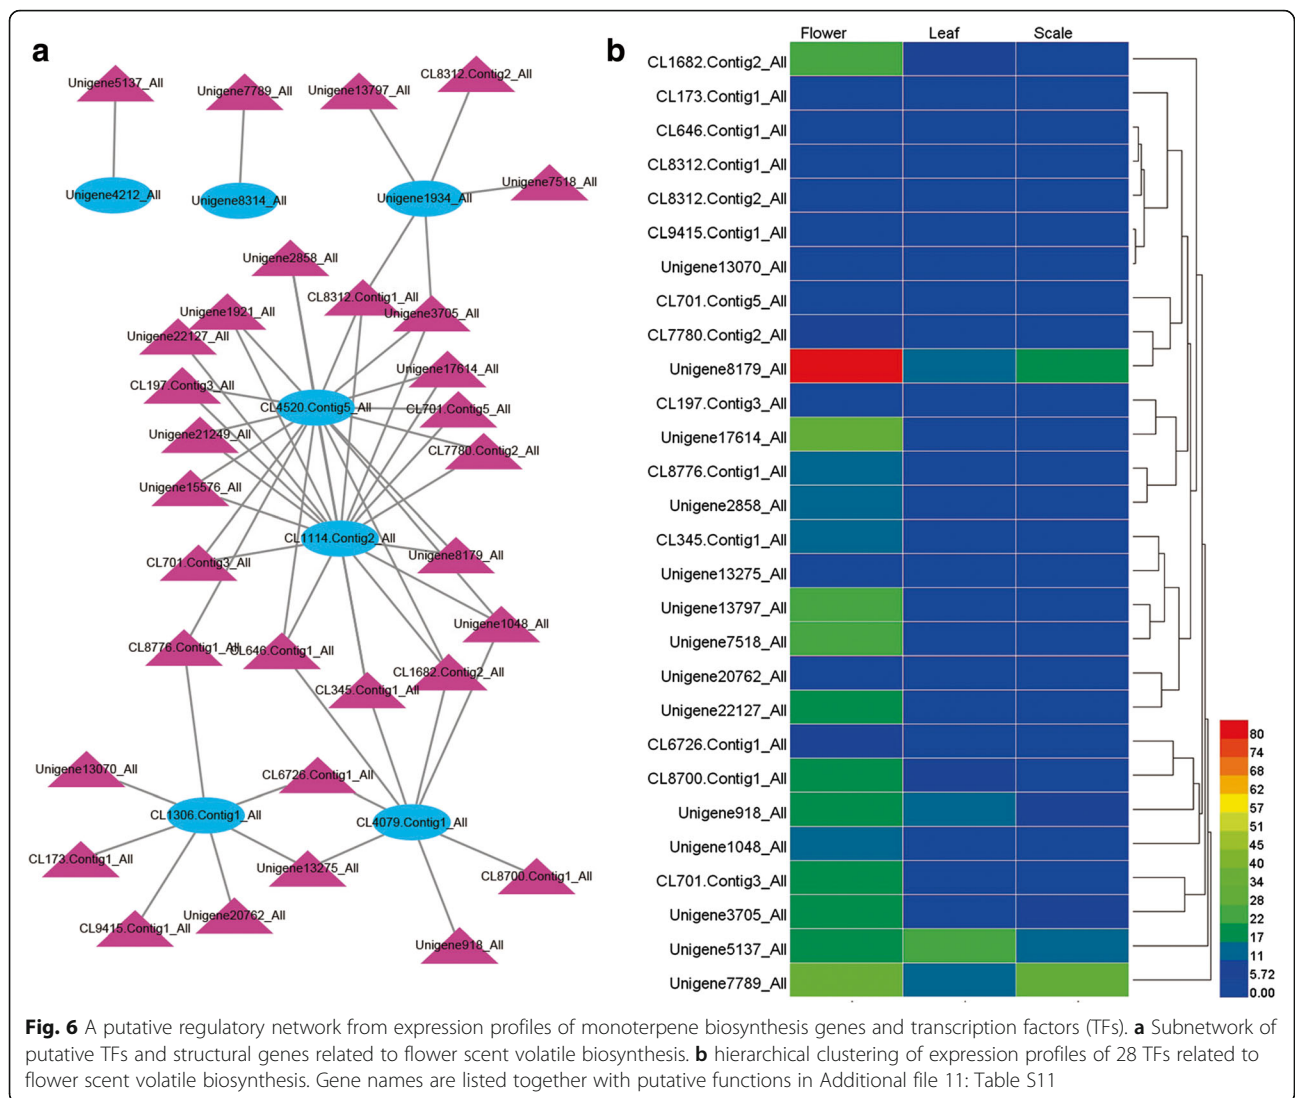 a
Unigene5137_All
Unigene7789_All
Unigene13797_All
CL8312.Contig2_All
Unigene4212_All
Unigene8314_All
Unigene1934_All
Unigene7518_All
Unigene2858_All
CL8312.Contig1_All
Unigene1921_All
Unigene3705_All
Unigene22127_All
Unigene17614_All
CL197.Contig3_All
CL4520.Contig5_All
CL701.Contig5_All
Unigene21249_All
CL7780.Contig2_All
Unigene15576_All
CL1114.Contig2_All
CL701.Contig3_All
Unigene8179_All
Unigene1048_All
CL8776.Contig1_All
CL646.Contig1_All
CL1682.Contig2_All
CL345.Contig1_All
Unigene13070_All
CL6726.Contig1_All
CL1306.Contig1_All
CL4079.Contig1_All
CL173.Contig1_All
Unigene13275_All
CL8700.Contig1_All
Unigene20762_All
CL9415.Contig1_All
Unigene918_All
b
Flower Leaf Scale
CL1682.Contig2_All
CL173.Contig1_All
CL646.Contig1_All
CL8312.Contig1_All
CL8312.Contig2_All
CL9415.Contig1_All
Unigene13070_All
CL701.Contig5_All
CL7780.Contig2_All
Unigene8179_All
CL197.Contig3_All
Unigene17614_All
CL8776.Contig1_All
Unigene2858_All
CL345.Contig1_All
Unigene13275_All
Unigene13797_All
Unigene7518_All
Unigene20762_All
Unigene22127_All
CL6726.Contig1_All
CL8700.Contig1_All
Unigene918_All
Unigene1048_All
CL701.Contig3_All
Unigene3705_All
Unigene5137_All
Unigene7789_All
80
74
68
62
57
51
45
40
34
28
22
17
11
5.72
0.00
Fig. 6 A putative regulatory network from expression profiles of monoterpene biosynthesis genes and transcription factors (TFs). a Subnetwork of
putative TFs and structural genes related to flower scent volatile biosynthesis. b hierarchical clustering of expression profiles of 28 TFs related to
flower scent volatile biosynthesis. Gene names are listed together with putative functions in Additional file 11: Table S11